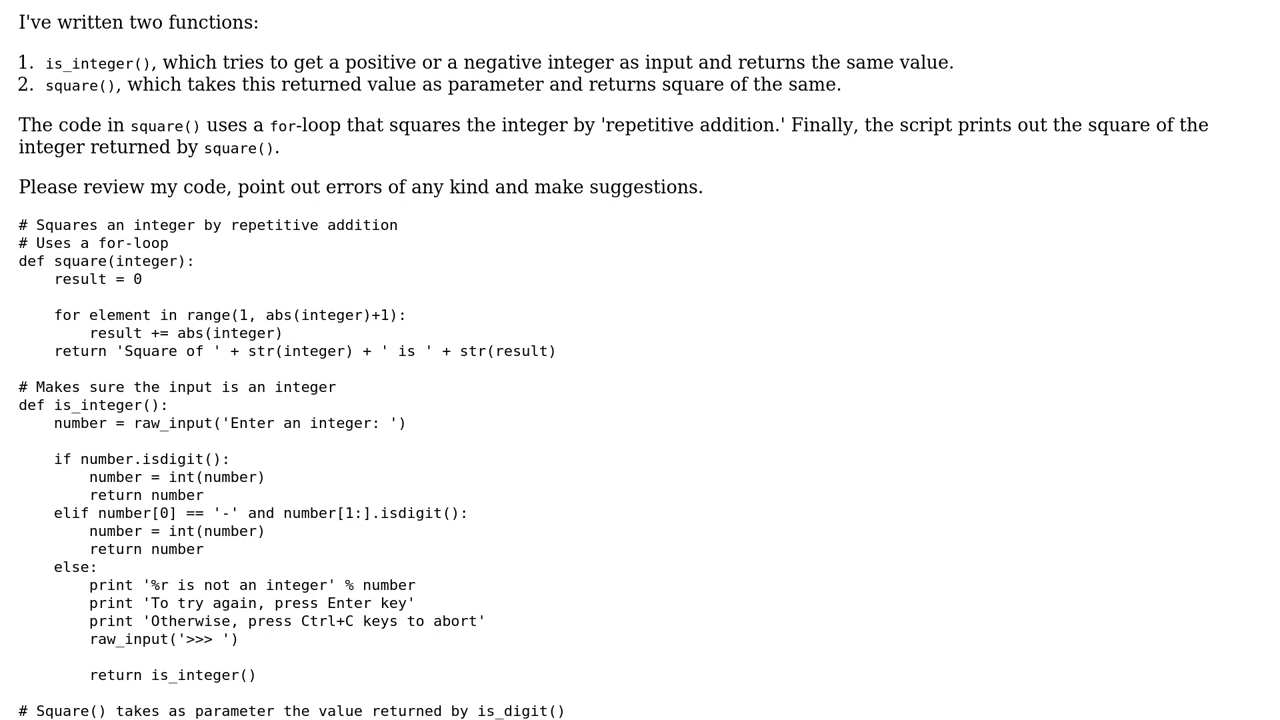 I've written two functions:
1. is_integer(), which tries to get a positive or a negative integer as input and returns the same value.
2. square(), which takes this returned value as parameter and returns square of the same.
The code in square() uses a for-loop that squares the integer by 'repetitive addition.' Finally, the script prints out the square of the
integer returned by square().
Please review my code, point out errors of any kind and make suggestions.
# Squares an integer by repetitive addition
# Uses a for-loop
def square(integer):
    result = 0
    for element in range(1, abs(integer)+1):
        result += abs(integer)
    return 'Square of ' + str(integer) + ' is ' + str(result)
# Makes sure the input is an integer
def is_integer():
    number = raw_input('Enter an integer: ')
    if number.isdigit():
        number = int(number)
        return number
    elif number[0] == '-' and number[1:].isdigit():
        number = int(number)
        return number
    else:
        print '%r is not an integer' % number
        print 'To try again, press Enter key'
        print 'Otherwise, press Ctrl+C keys to abort'
        raw_input('>>> ')
        return is_integer()
# Square() takes as parameter the value returned by is_digit()